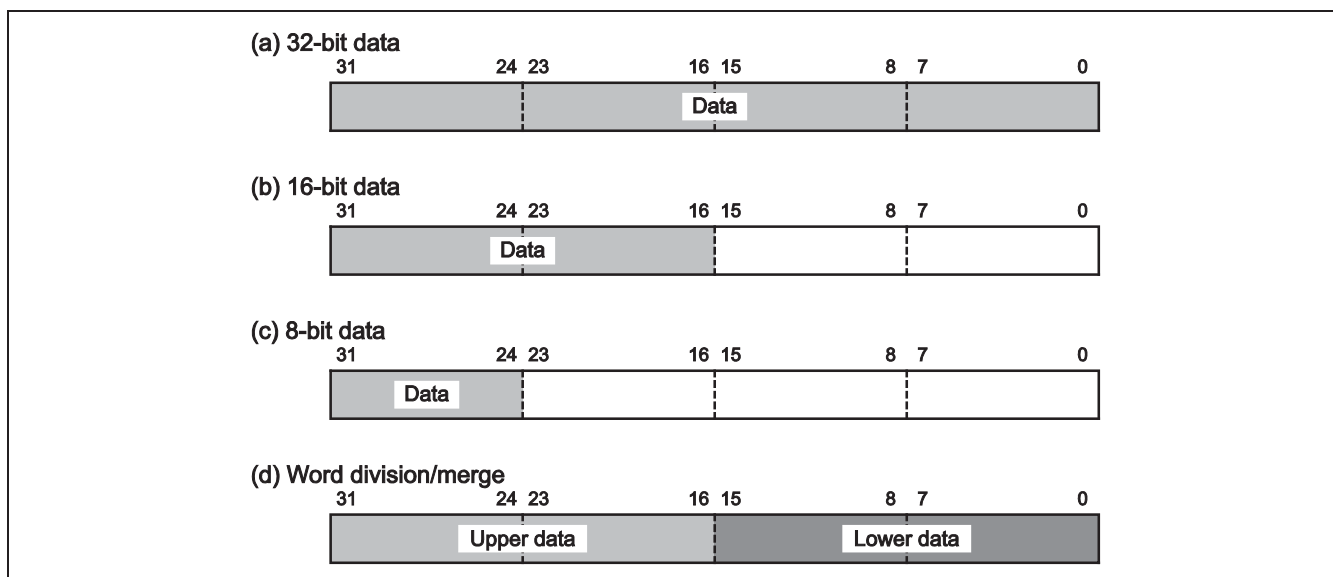 (a) 32-bit data
31 24 23 16 15 8 7 0
Data
(b) 16-bit data
31 24 23 16 15 8 7 0
Data
(c) 8-bit data
31 24 23 16 15 8 7 0
Data
(d) Word division/merge
31 24 23 16 15 8 7 0
Upper data Lower data